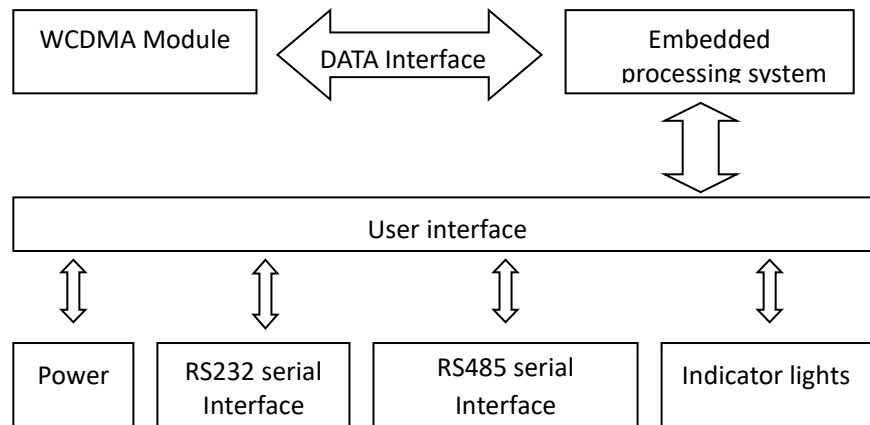 WCDMA Module
DATA Interface
Embedded
processing system
User interface
Power
RS232 serial
Interface
RS485 serial
Interface
Indicator lights